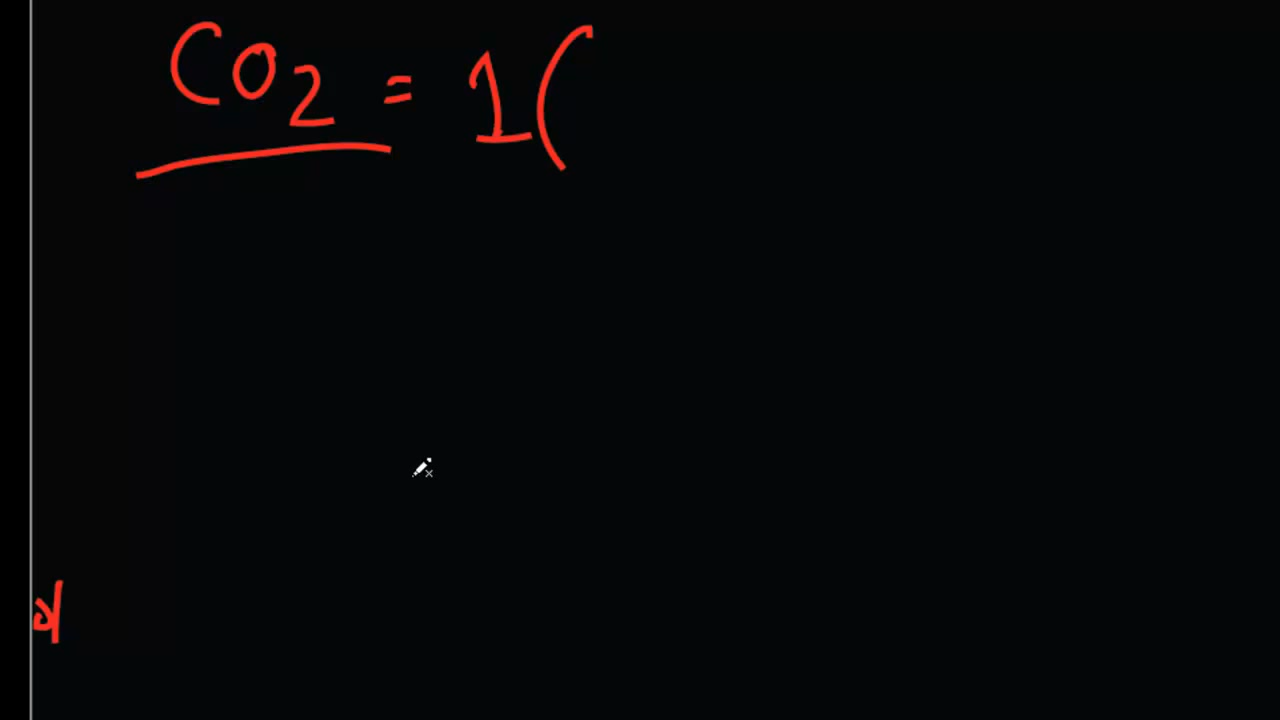 CO₂ = 1(